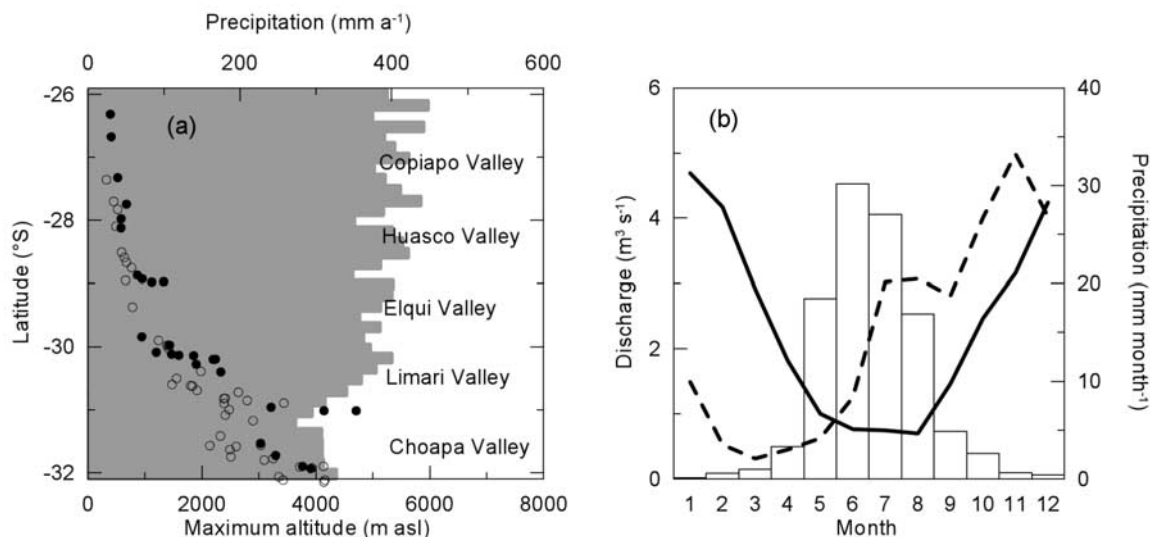 Precipitation (mm a⁻¹)
0 200 400 600
-26
-28
-30
-32
Latitude (°S)
(a)
Copiapo Valley
Huasco Valley
Elqui Valley
Limari Valley
Choapa Valley
0 2000 4000 6000 8000
Maximum altitude (m asl)
(b)
6
4
2
0
Discharge (m³ s⁻¹)
40
30
20
10
0
Precipitation (mm month⁻¹)
1 2 3 4 5 6 7 8 9 10 11 12
Month